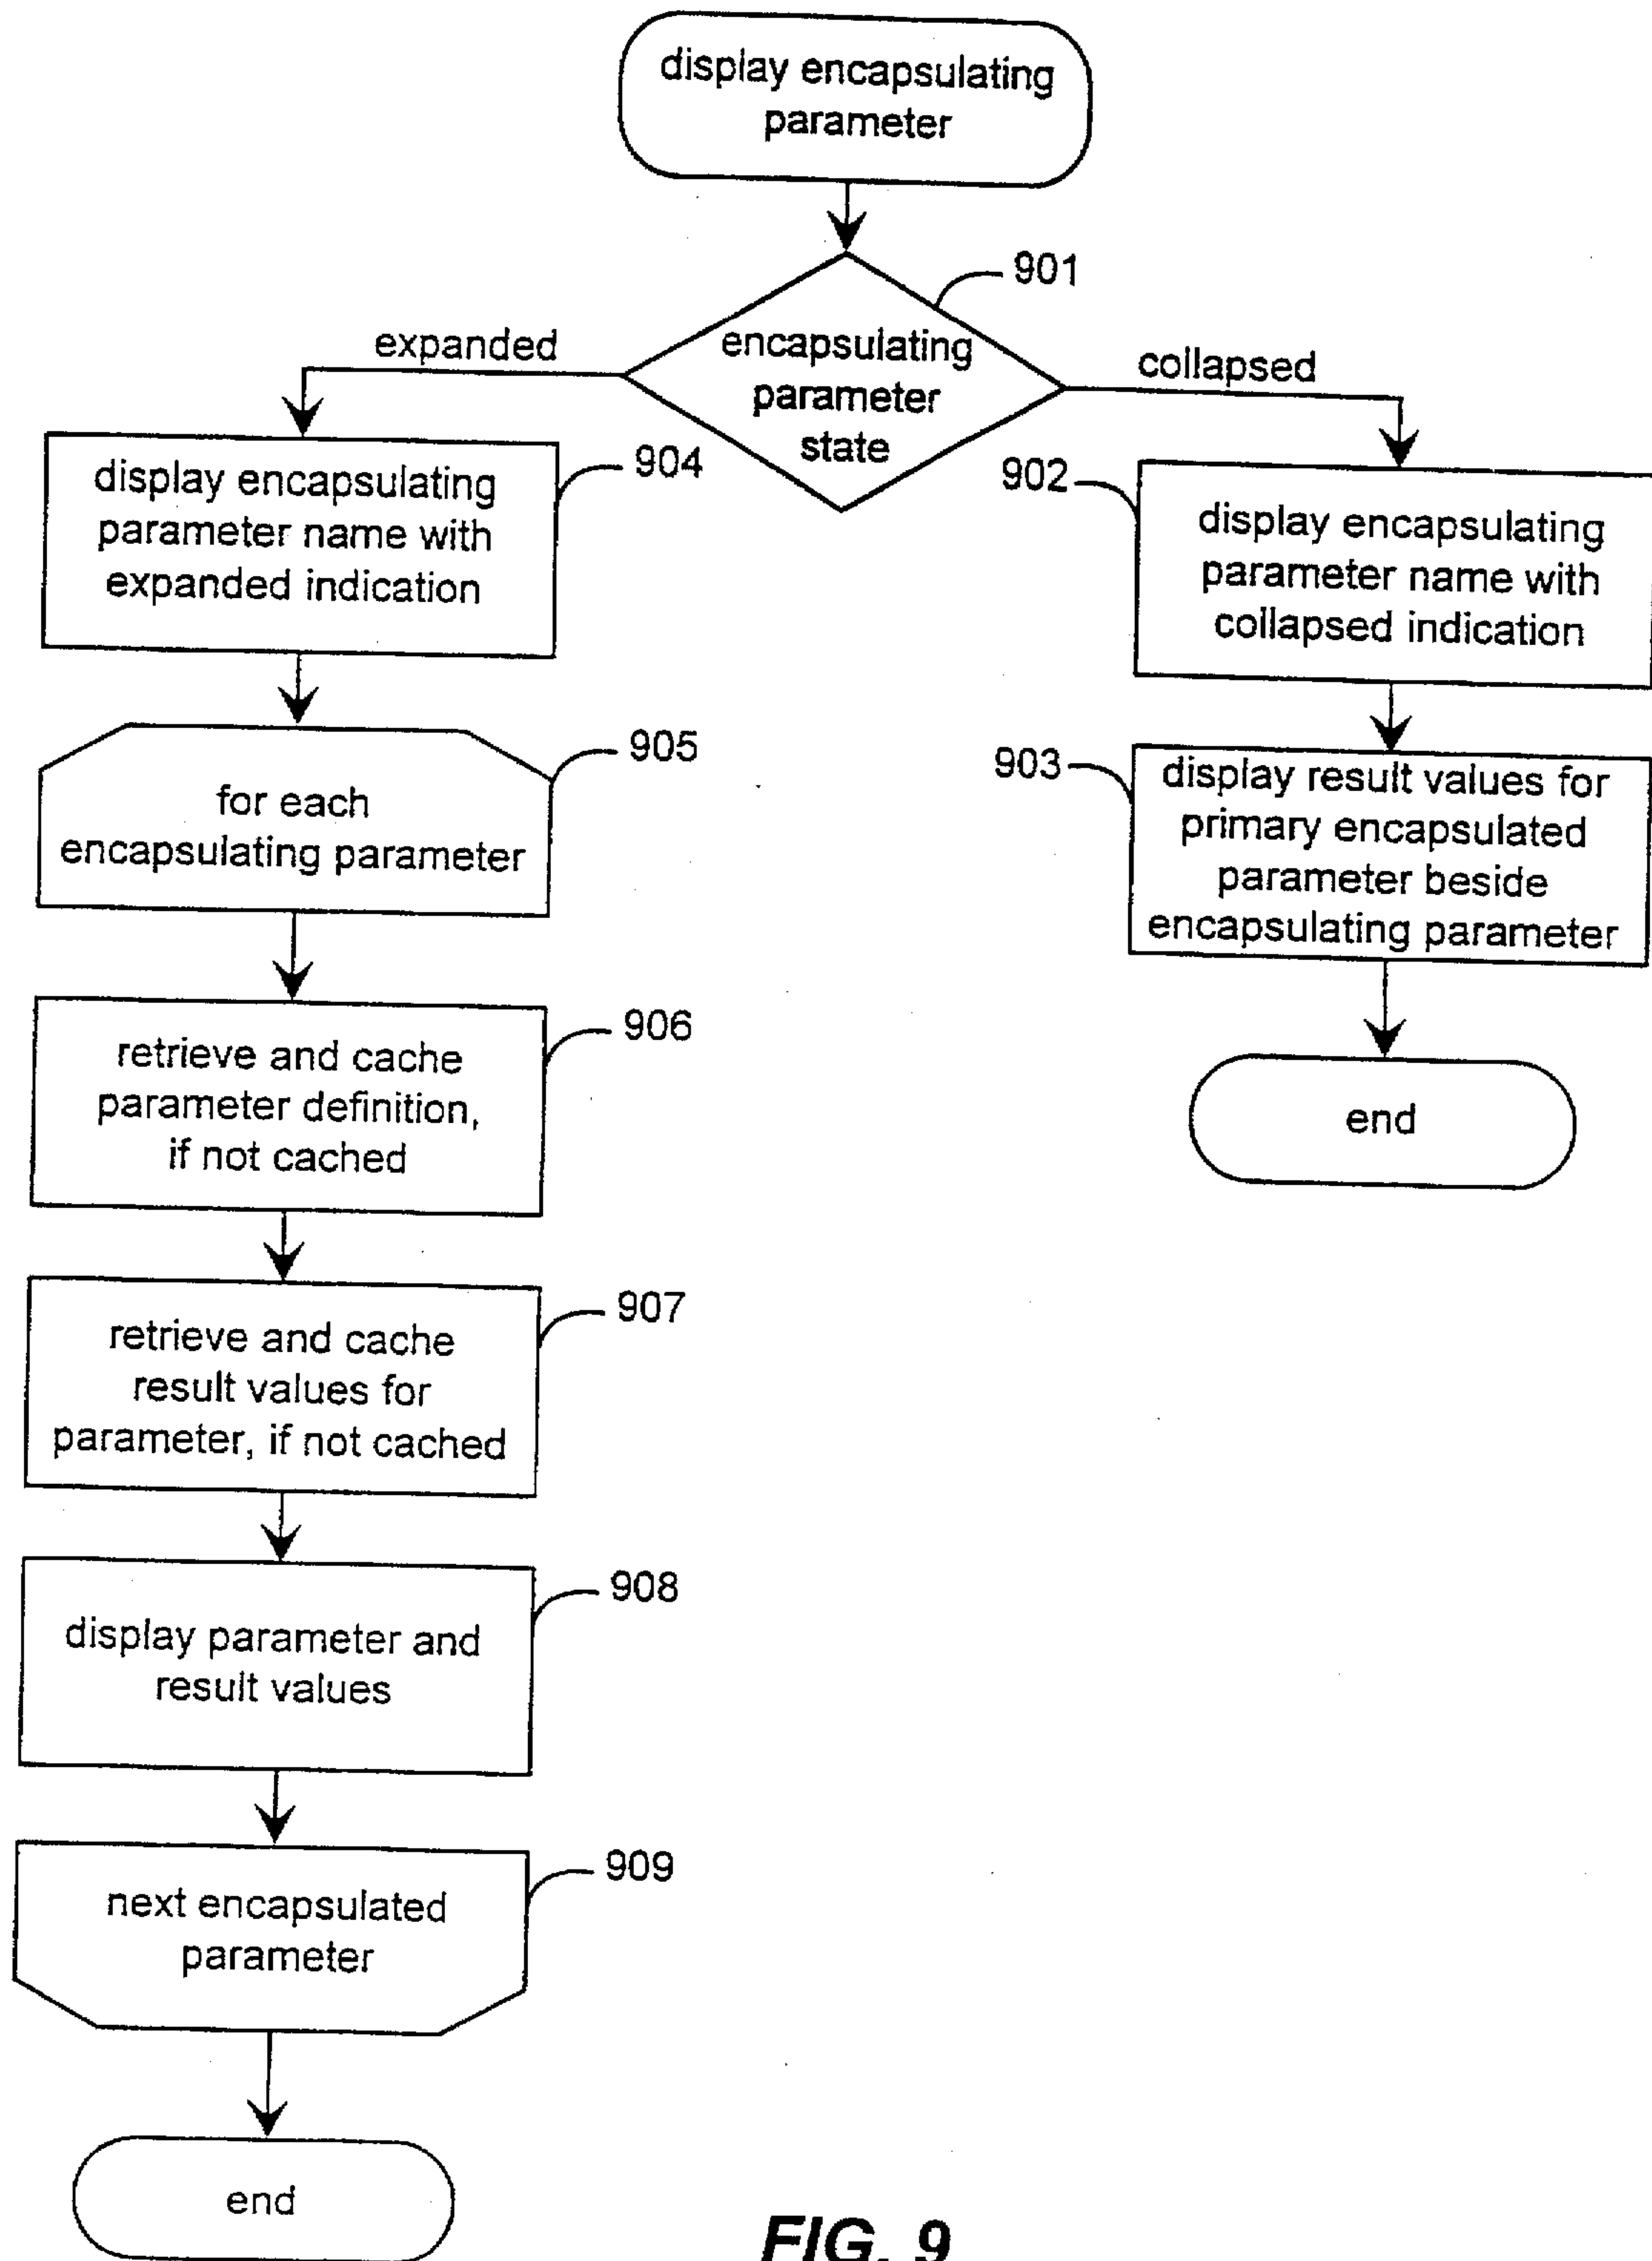 display encapsulating
parameter
901
encapsulating
parameter
state
expanded
collapsed
904
display encapsulating
parameter name with
expanded indication
902
display encapsulating
parameter name with
collapsed indication
905
for each
encapsulating parameter
903
display result values for
primary encapsulated
parameter beside
encapsulating parameter
906
retrieve and cache
parameter definition,
if not cached
end
907
retrieve and cache
result values for
parameter, if not cached
908
display parameter and
result values
909
next encapsulated
parameter
end
FIG. 9